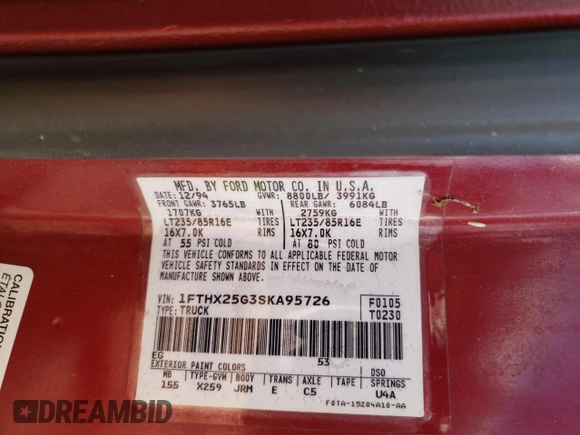 MFD. BY FORD MOTOR CO. IN U.S.A.
DATE: 12/94 GVWR: 8800LB/ 3991KG
FRONT GAWR: 3765LB REAR GAWR: 6084LB
1707KG WITH 2759KG WITH
LT235/85R16E TIRES LT235/85R16E TIRES
16X7.0K RIMS 16X7.0K RIMS
AT 55 PSI COLD AT 80 PSI COLD
THIS VEHICLE CONFORMS TO ALL APPLICABLE FEDERAL MOTOR
VEHICLE SAFETY STANDARDS IN EFFECT ON THE DATE OF
MANUFACTURE SHOWN ABOVE.
VIN: 1FTHX25G3SKA95726 F0105
TYPE: TRUCK T0230
EG 53
EXTERIOR PAINT COLORS DSO
WB TYPE-GVM BODY TRANS AXLE TAPE SPRINGS
155 X259 JRM E C5 U4A
F0TA-15204A10-AA
CALIBRATION
DREAMBID